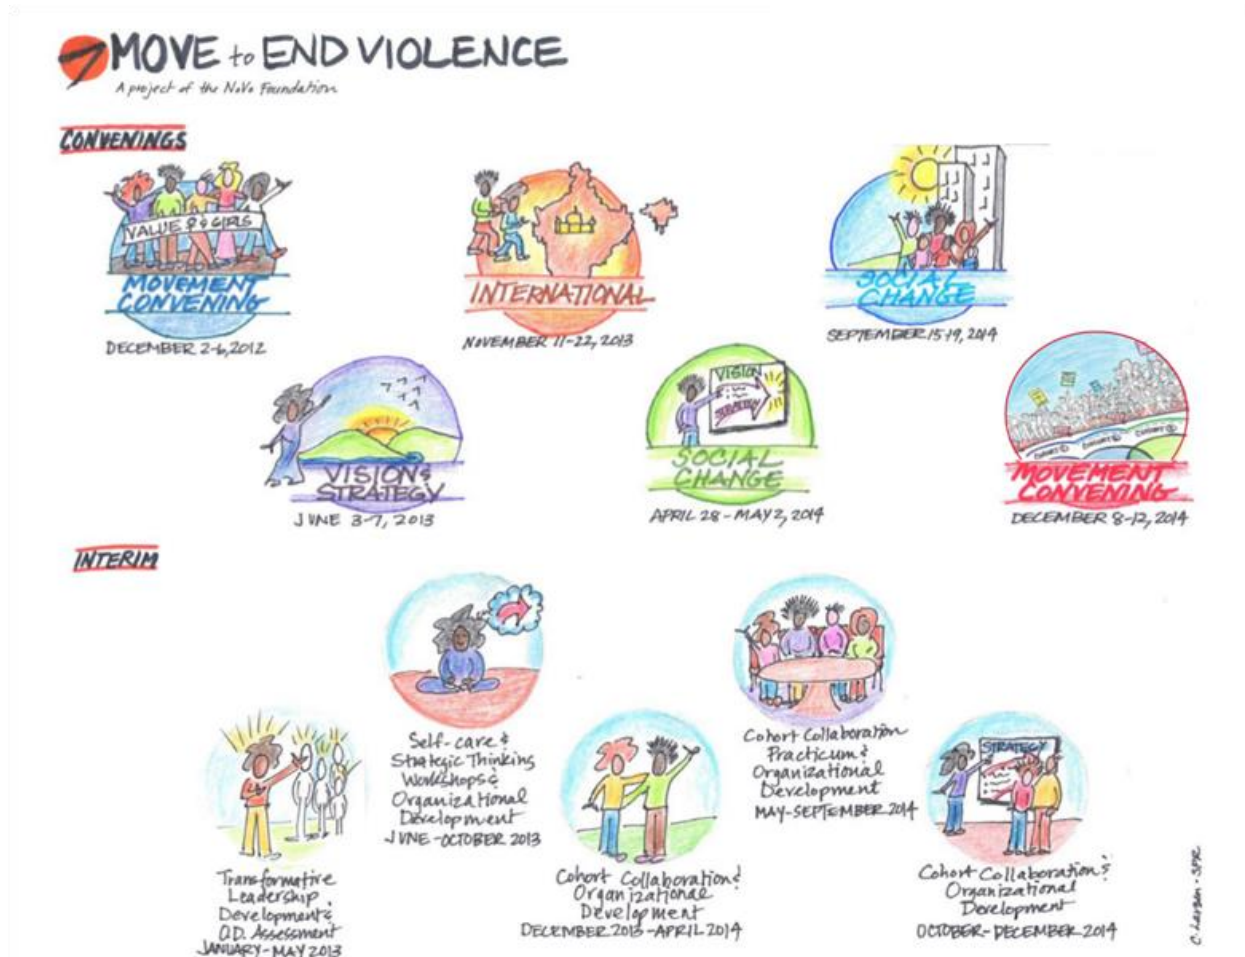 MOVE to END VIOLENCE
A project of the NoVo Foundation
CONVENINGS
VALUE ♀ & GIRLS
MOVEMENT
CONVENING
DECEMBER 2-6, 2012
INTERNATIONAL
NOVEMBER 11-22, 2013
SOCIAL
CHANGE
SEPTEMBER 15-19, 2014
VISION &
STRATEGY
JUNE 3-7, 2013
VISION
STRATEGY
SOCIAL
CHANGE
APRIL 28 - MAY 2, 2014
COHORT
COHORT
COHORT
MOVEMENT
CONVENING
DECEMBER 8-12, 2014
INTERIM
Transformative
Leadership
Development &
O.D. Assessment
JANUARY - MAY 2013
Self-care &
Strategic Thinking
Workshops &
Organizational
Development
JUNE - OCTOBER 2013
Cohort Collaboration &
Organizational
Development
DECEMBER 2013 - APRIL 2014
Cohort Collaboration
Practicum &
Organizational
Development
MAY-SEPTEMBER 2014
STRATEGY
Cohort Collaboration &
Organizational
Development
OCTOBER - DECEMBER 2014
C. Larson - SPR